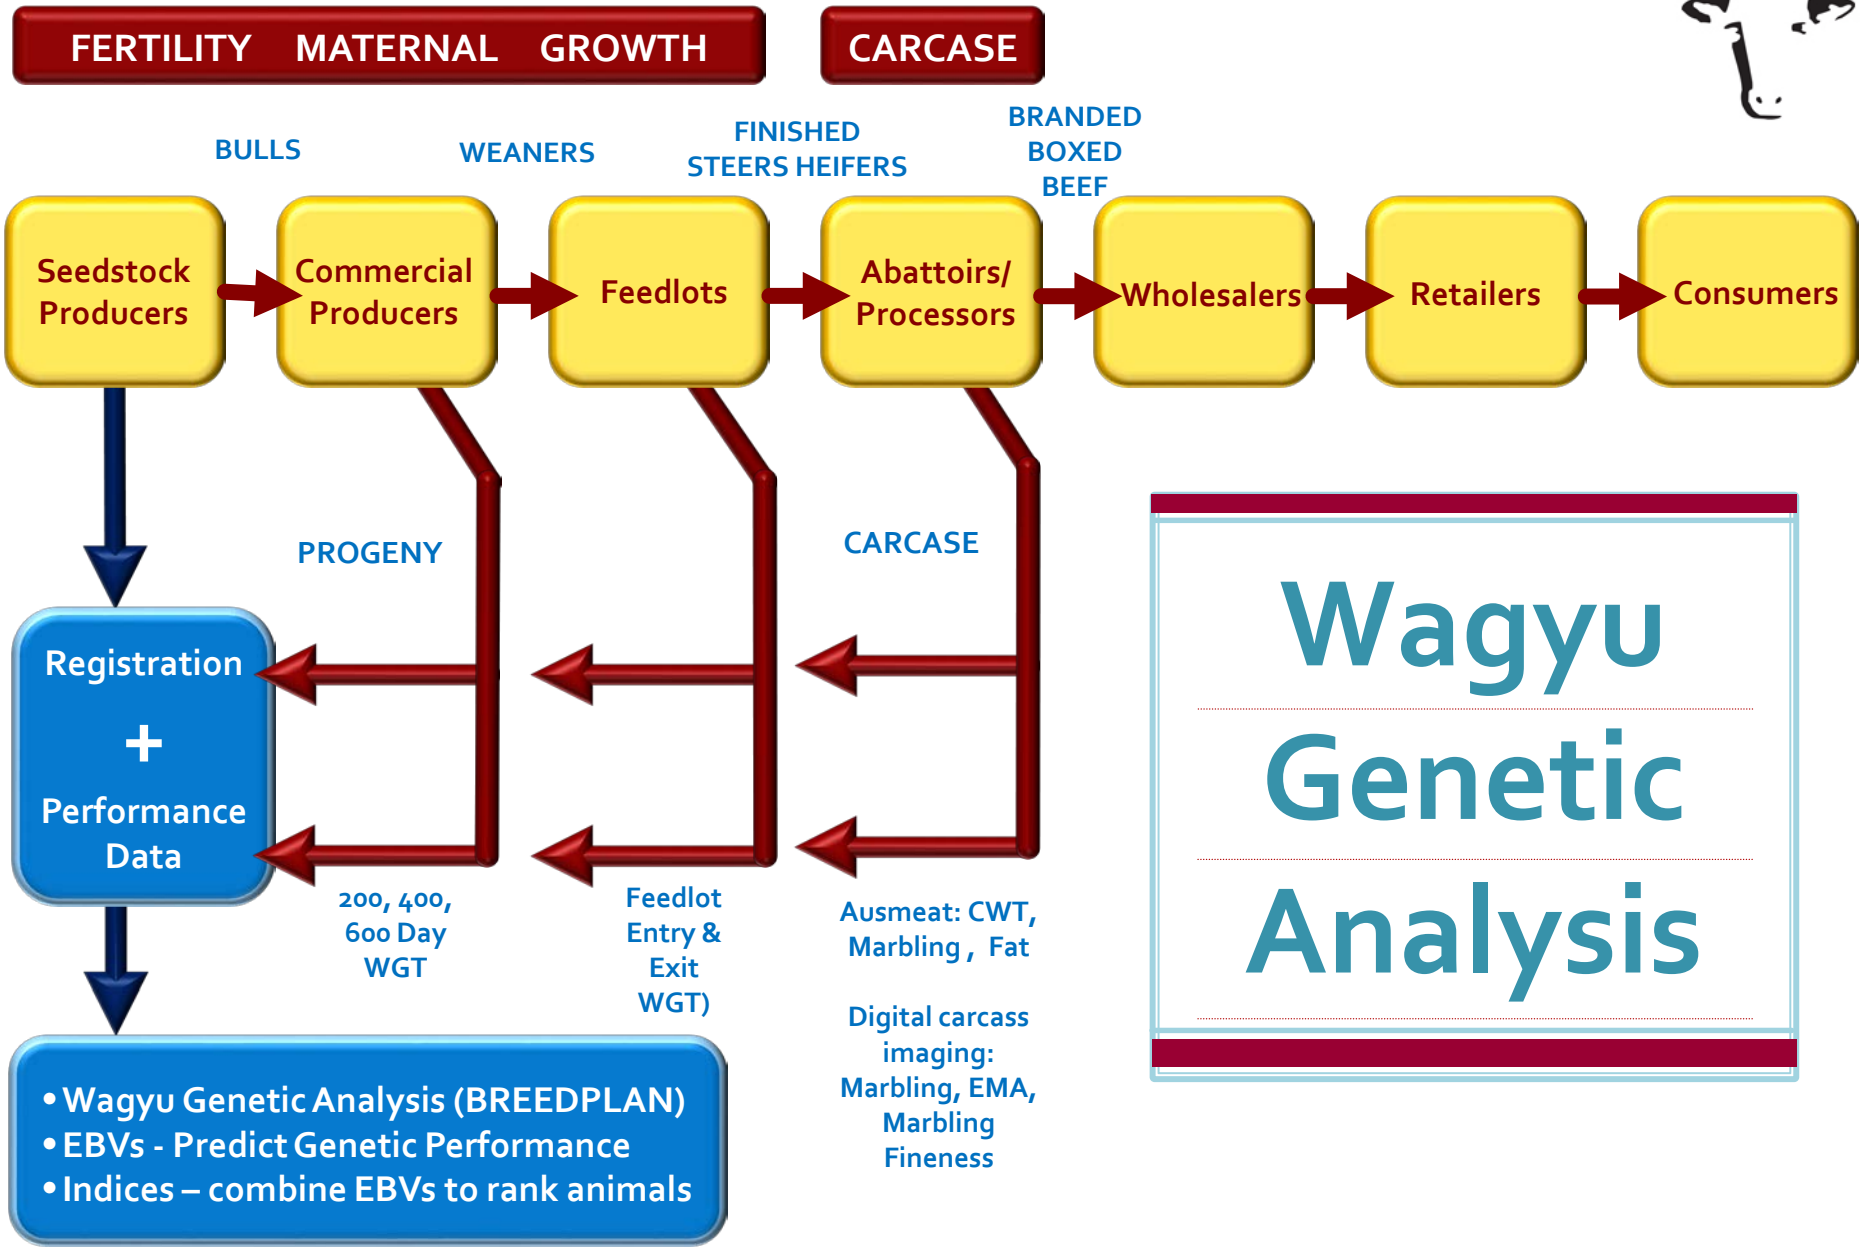 FERTILITY MATERNAL GROWTH
CARCASE
BULLS
WEANERS
FINISHED
STEERS HEIFERS
BRANDED
BOXED
BEEF
Seedstock
Producers
Commercial
Producers
Feedlots
Abattoirs/
Processors
Wholesalers
Retailers
Consumers
PROGENY
CARCASE
Registration
+
Performance
Data
200, 400,
600 Day
WGT
Feedlot
Entry &
Exit
WGT)
Ausmeat: CWT,
Marbling , Fat
Digital carcass
imaging:
Marbling, EMA,
Marbling
Fineness
Wagyu
Genetic
Analysis
• Wagyu Genetic Analysis (BREEDPLAN)
• EBVs - Predict Genetic Performance
• Indices – combine EBVs to rank animals